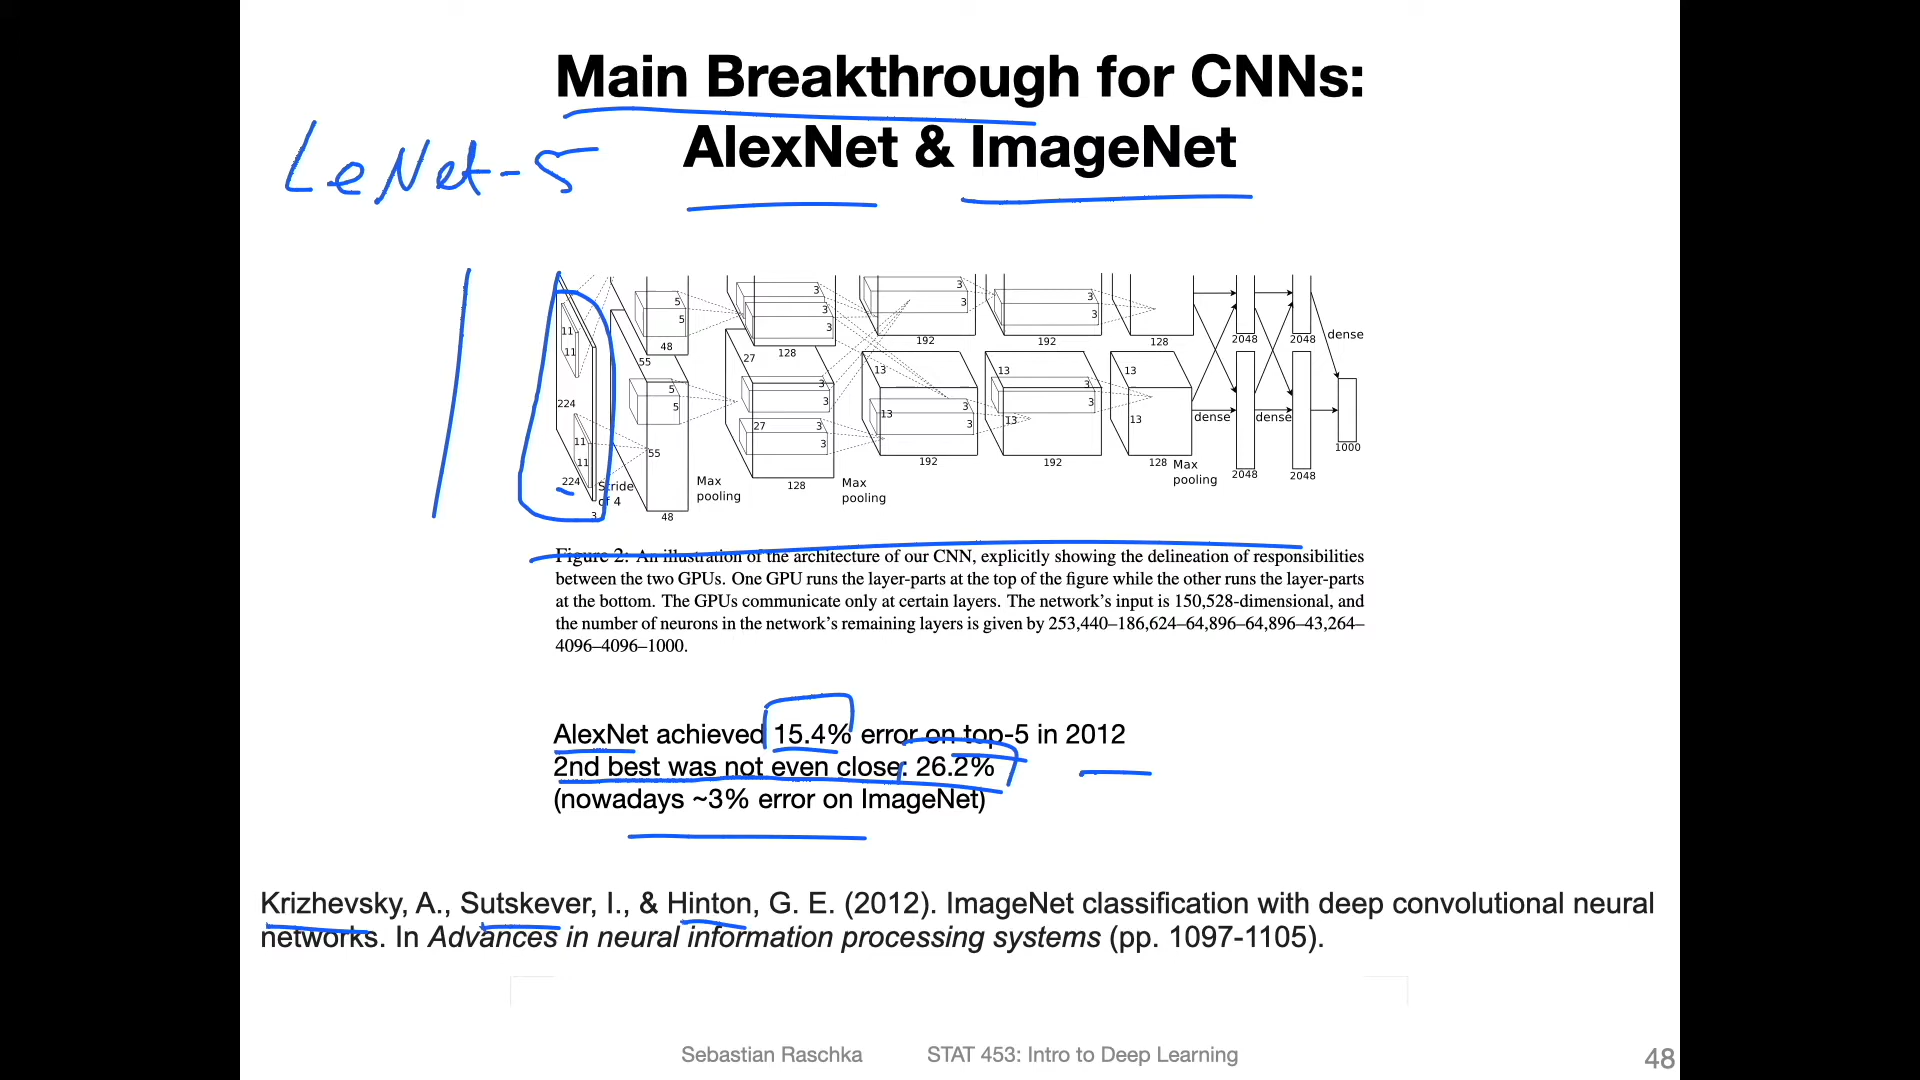 Main Breakthrough for CNNs:
AlexNet & ImageNet
LeNet-5
11
11
224
11
11
224
3
Stride
of 4
5
5
48
55
5
5
55
48
Max
pooling
3
3
3
128
27
3
3
27
3
3
128
Max
pooling
3
3
192
13
3
3
13
192
3
3
192
13
3
3
13
192
128
13
13
128
Max
pooling
2048
2048
dense
dense
dense
2048
2048
1000
Figure 2: An illustration of the architecture of our CNN, explicitly showing the delineation of responsibilities
between the two GPUs. One GPU runs the layer-parts at the top of the figure while the other runs the layer-parts
at the bottom. The GPUs communicate only at certain layers. The network's input is 150,528-dimensional, and
the number of neurons in the network's remaining layers is given by 253,440–186,624–64,896–64,896–43,264–
4096–4096–1000.
AlexNet achieved 15.4% error on top-5 in 2012
2nd best was not even close: 26.2%
(nowadays ~3% error on ImageNet)
Krizhevsky, A., Sutskever, I., & Hinton, G. E. (2012). ImageNet classification with deep convolutional neural
networks. In Advances in neural information processing systems (pp. 1097-1105).
Sebastian Raschka
STAT 453: Intro to Deep Learning
48